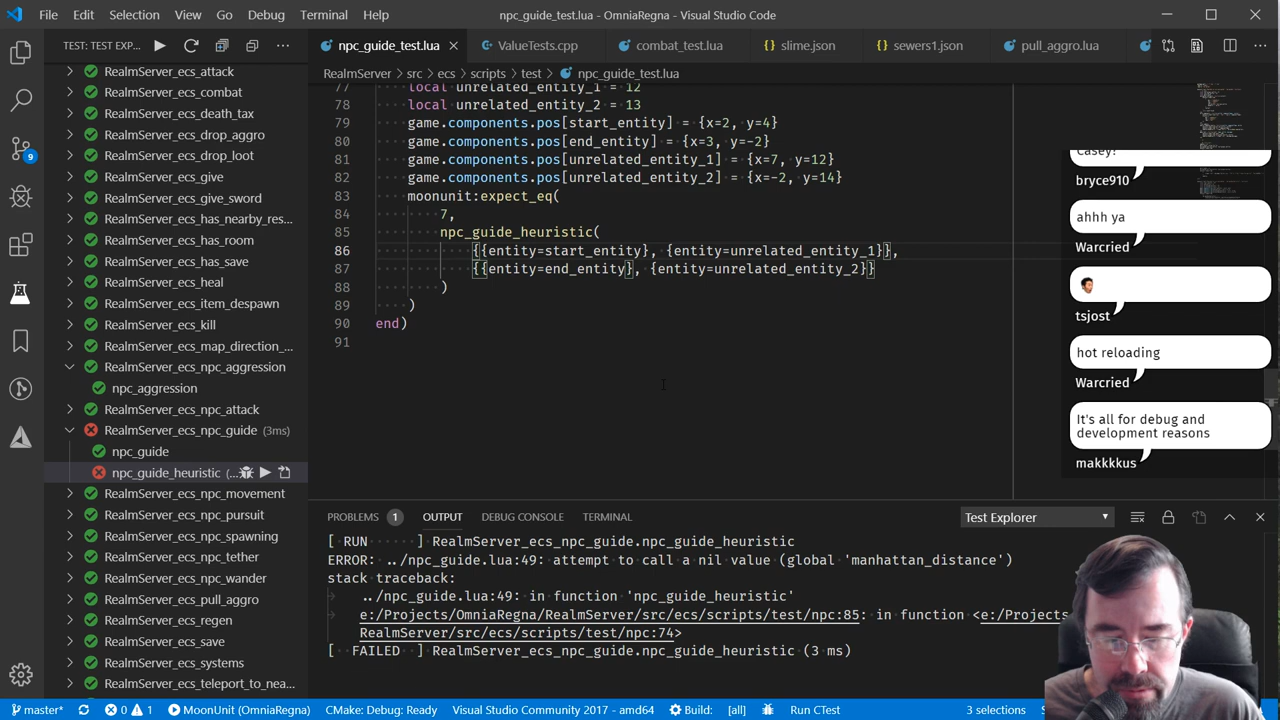 File Edit Selection View Go Debug Terminal Help
npc_guide_test.lua - OmniaRegna - Visual Studio Code
TEST: TEST EXP...
npc_guide_test.lua
ValueTests.cpp
combat_test.lua
slime.json
sewers1.json
pull_aggro.lua
RealmServer > src > ecs > scripts > test > npc_guide_test.lua
RealmServer_ecs_attack
RealmServer_ecs_combat
RealmServer_ecs_death_tax
RealmServer_ecs_drop_aggro
RealmServer_ecs_drop_loot
RealmServer_ecs_give
RealmServer_ecs_give_sword
RealmServer_ecs_has_nearby_res...
RealmServer_ecs_has_room
RealmServer_ecs_has_save
RealmServer_ecs_heal
RealmServer_ecs_item_despawn
RealmServer_ecs_kill
RealmServer_ecs_map_direction_...
RealmServer_ecs_npc_aggression
npc_aggression
RealmServer_ecs_npc_attack
RealmServer_ecs_npc_guide (3ms)
npc_guide
npc_guide_heuristic (...
RealmServer_ecs_npc_movement
RealmServer_ecs_npc_pursuit
RealmServer_ecs_npc_spawning
RealmServer_ecs_npc_tether
RealmServer_ecs_npc_wander
RealmServer_ecs_pull_aggro
RealmServer_ecs_regen
RealmServer_ecs_save
RealmServer_ecs_systems
RealmServer_ecs_teleport_to_nea...
9
77 local unrelated_entity_1 = 12
78 local unrelated_entity_2 = 13
79 game.components.pos[start_entity] = {x=2, y=4}
80 game.components.pos[end_entity] = {x=3, y=-2}
81 game.components.pos[unrelated_entity_1] = {x=7, y=12}
82 game.components.pos[unrelated_entity_2] = {x=-2, y=14}
83 moonunit:expect_eq(
84 7,
85 npc_guide_heuristic(
86 {{entity=start_entity}, {entity=unrelated_entity_1}},
87 {{entity=end_entity}, {entity=unrelated_entity_2}}
88 )
89 )
90 end)
91
Casey?
bryce910
ahhh ya
Warcried
tsjost
hot reloading
Warcried
It's all for debug and
development reasons
makkkkus
PROBLEMS 1 OUTPUT DEBUG CONSOLE TERMINAL
Test Explorer
[ RUN      ] RealmServer_ecs_npc_guide.npc_guide_heuristic
ERROR: ../npc_guide.lua:49: attempt to call a nil value (global 'manhattan_distance')
stack traceback:
../npc_guide.lua:49: in function 'npc_guide_heuristic'
e:/Projects/OmniaRegna/RealmServer/src/ecs/scripts/test/npc:85: in function <e:/Projects
RealmServer/src/ecs/scripts/test/npc:74>
[  FAILED  ] RealmServer_ecs_npc_guide.npc_guide_heuristic (3 ms)
master* 0 1 MoonUnit (OmniaRegna) CMake: Debug: Ready Visual Studio Community 2017 - amd64 Build: [all] Run CTest 3 selections